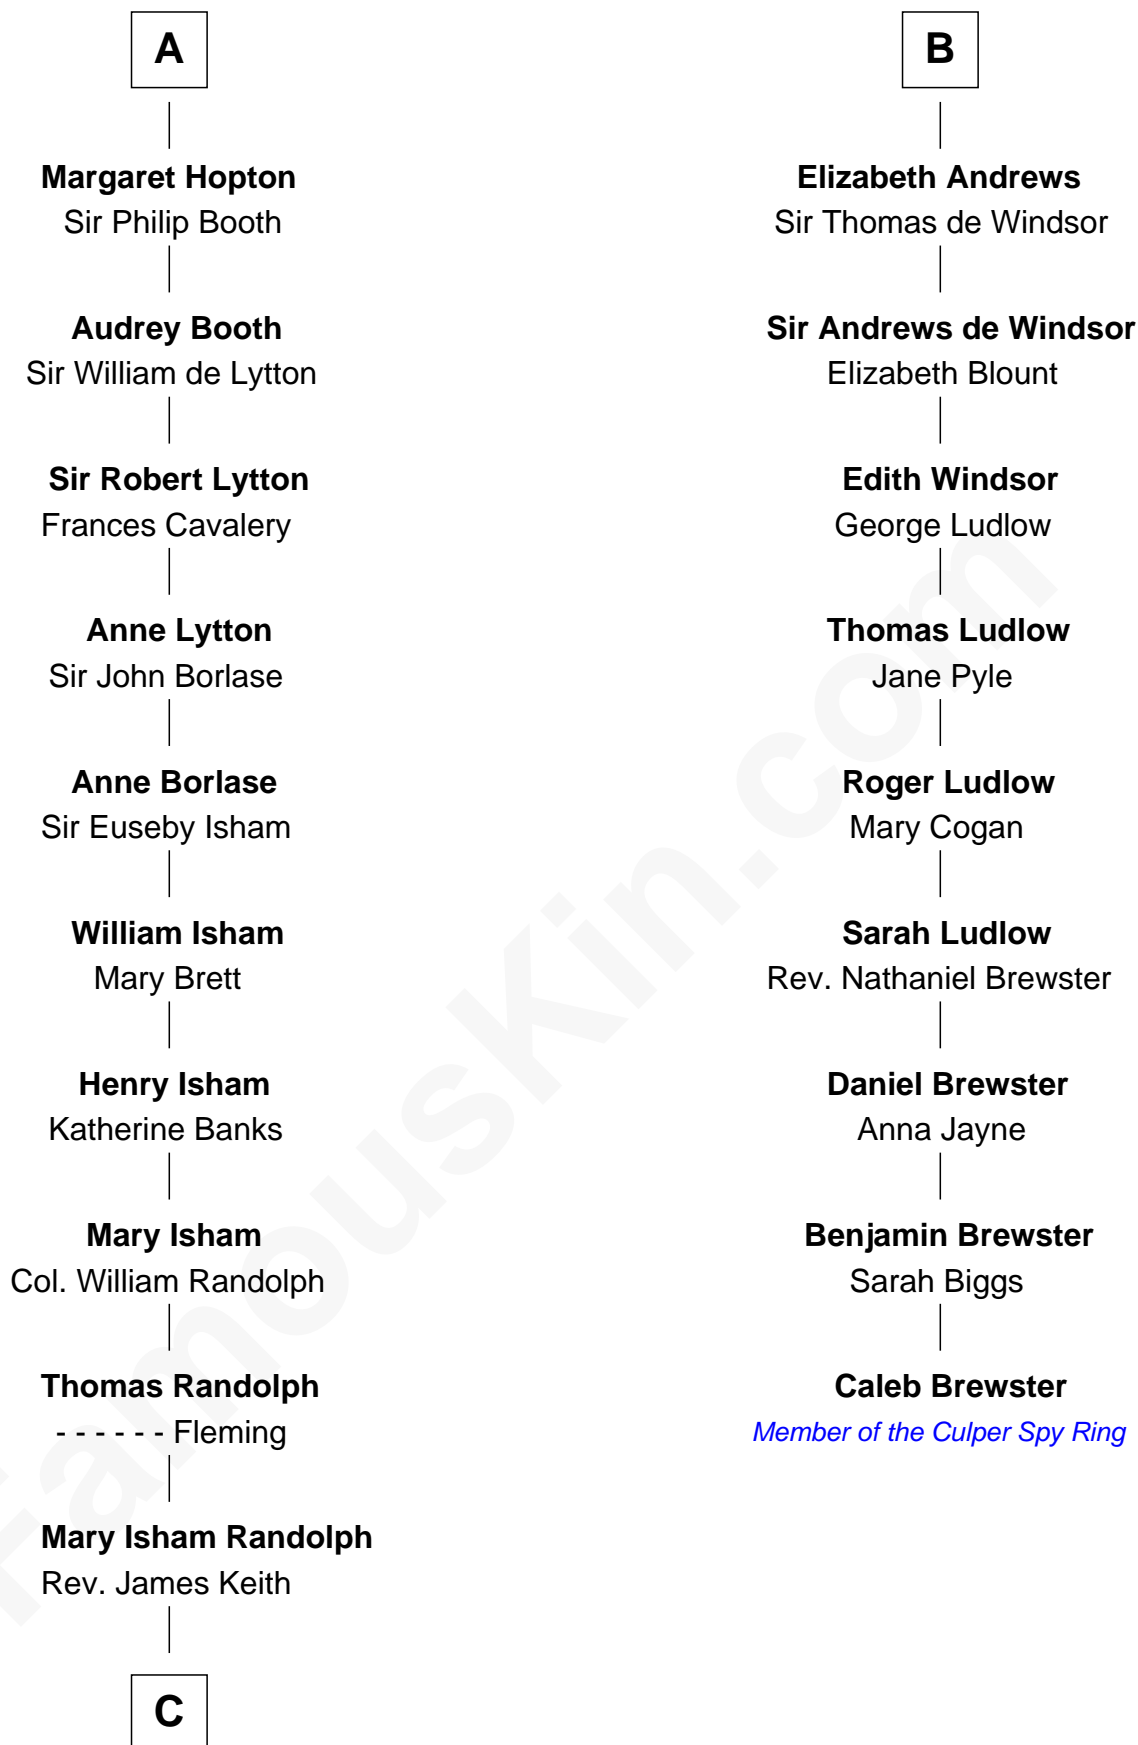 A
Margaret Hopton
Sir Philip Booth
Audrey Booth
Sir William de Lytton
Sir Robert Lytton
Frances Cavalery
Anne Lytton
Sir John Borlase
Anne Borlase
Sir Euseby Isham
William Isham
Mary Brett
Henry Isham
Katherine Banks
Mary Isham
Col. William Randolph
Thomas Randolph
- - - - - - Fleming
Mary Isham Randolph
Rev. James Keith
C
B
Elizabeth Andrews
Sir Thomas de Windsor
Sir Andrews de Windsor
Elizabeth Blount
Edith Windsor
George Ludlow
Thomas Ludlow
Jane Pyle
Roger Ludlow
Mary Cogan
Sarah Ludlow
Rev. Nathaniel Brewster
Daniel Brewster
Anna Jayne
Benjamin Brewster
Sarah Biggs
Caleb Brewster
Member of the Culper Spy Ring
FamousKin.com